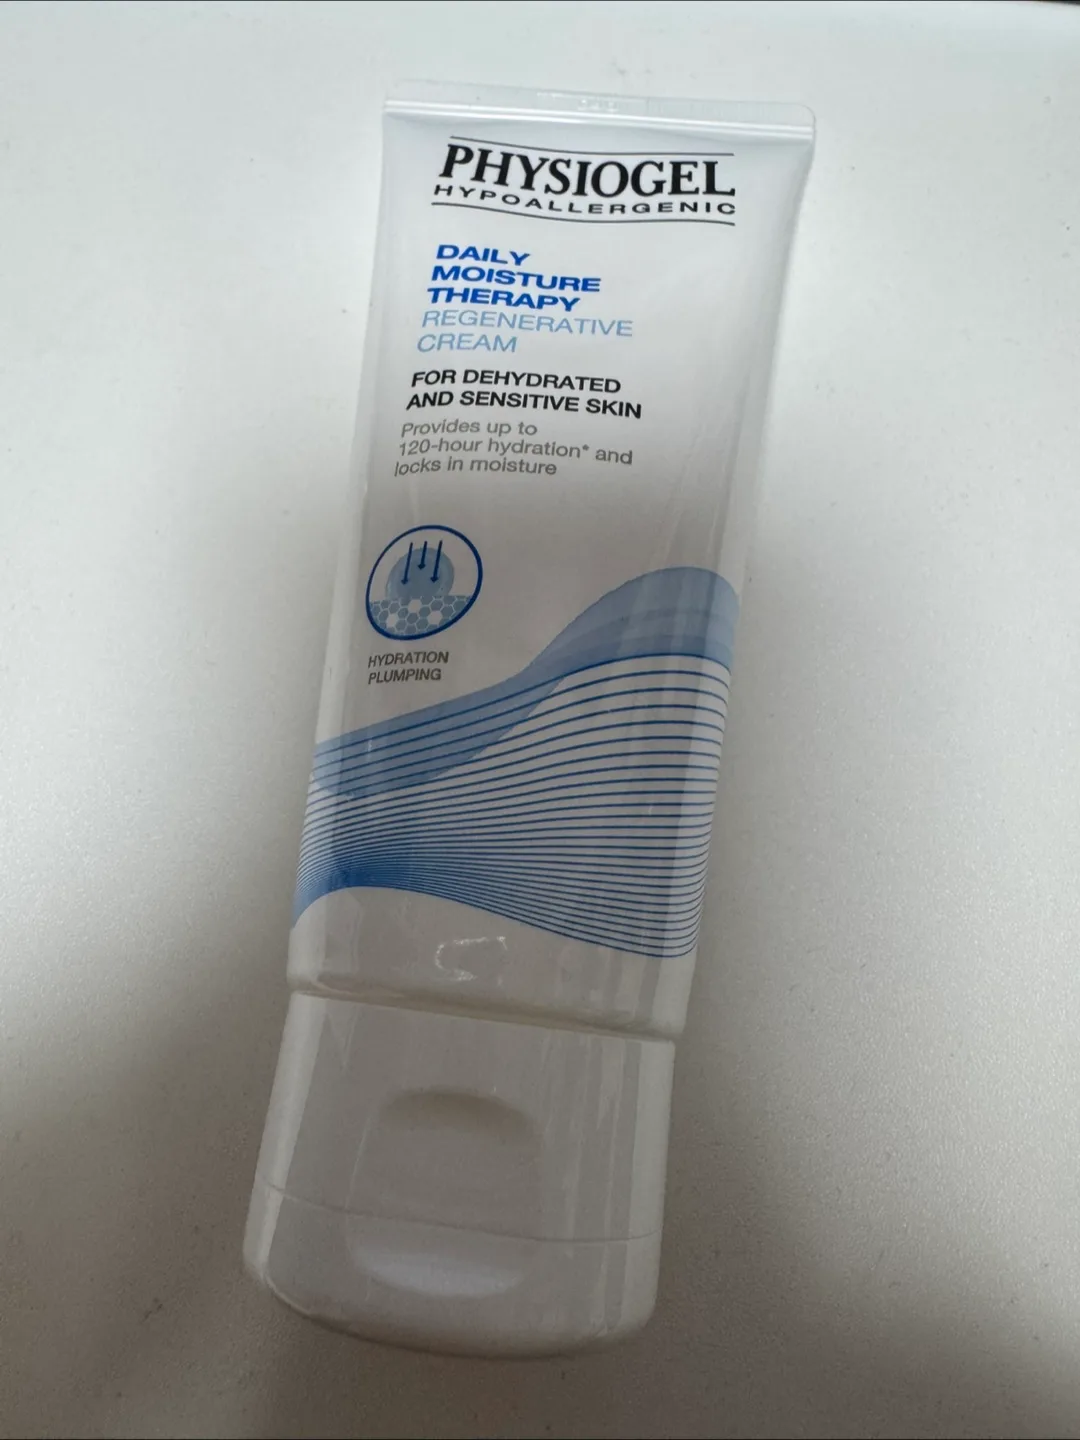 PHYSIOGEL
HYPOALLERGENIC
DAILY
MOISTURE
THERAPY
REGENERATIVE
CREAM
FOR DEHYDRATED
AND SENSITIVE SKIN
Provides up to
120-hour hydration* and
locks in moisture
HYDRATION
PLUMPING